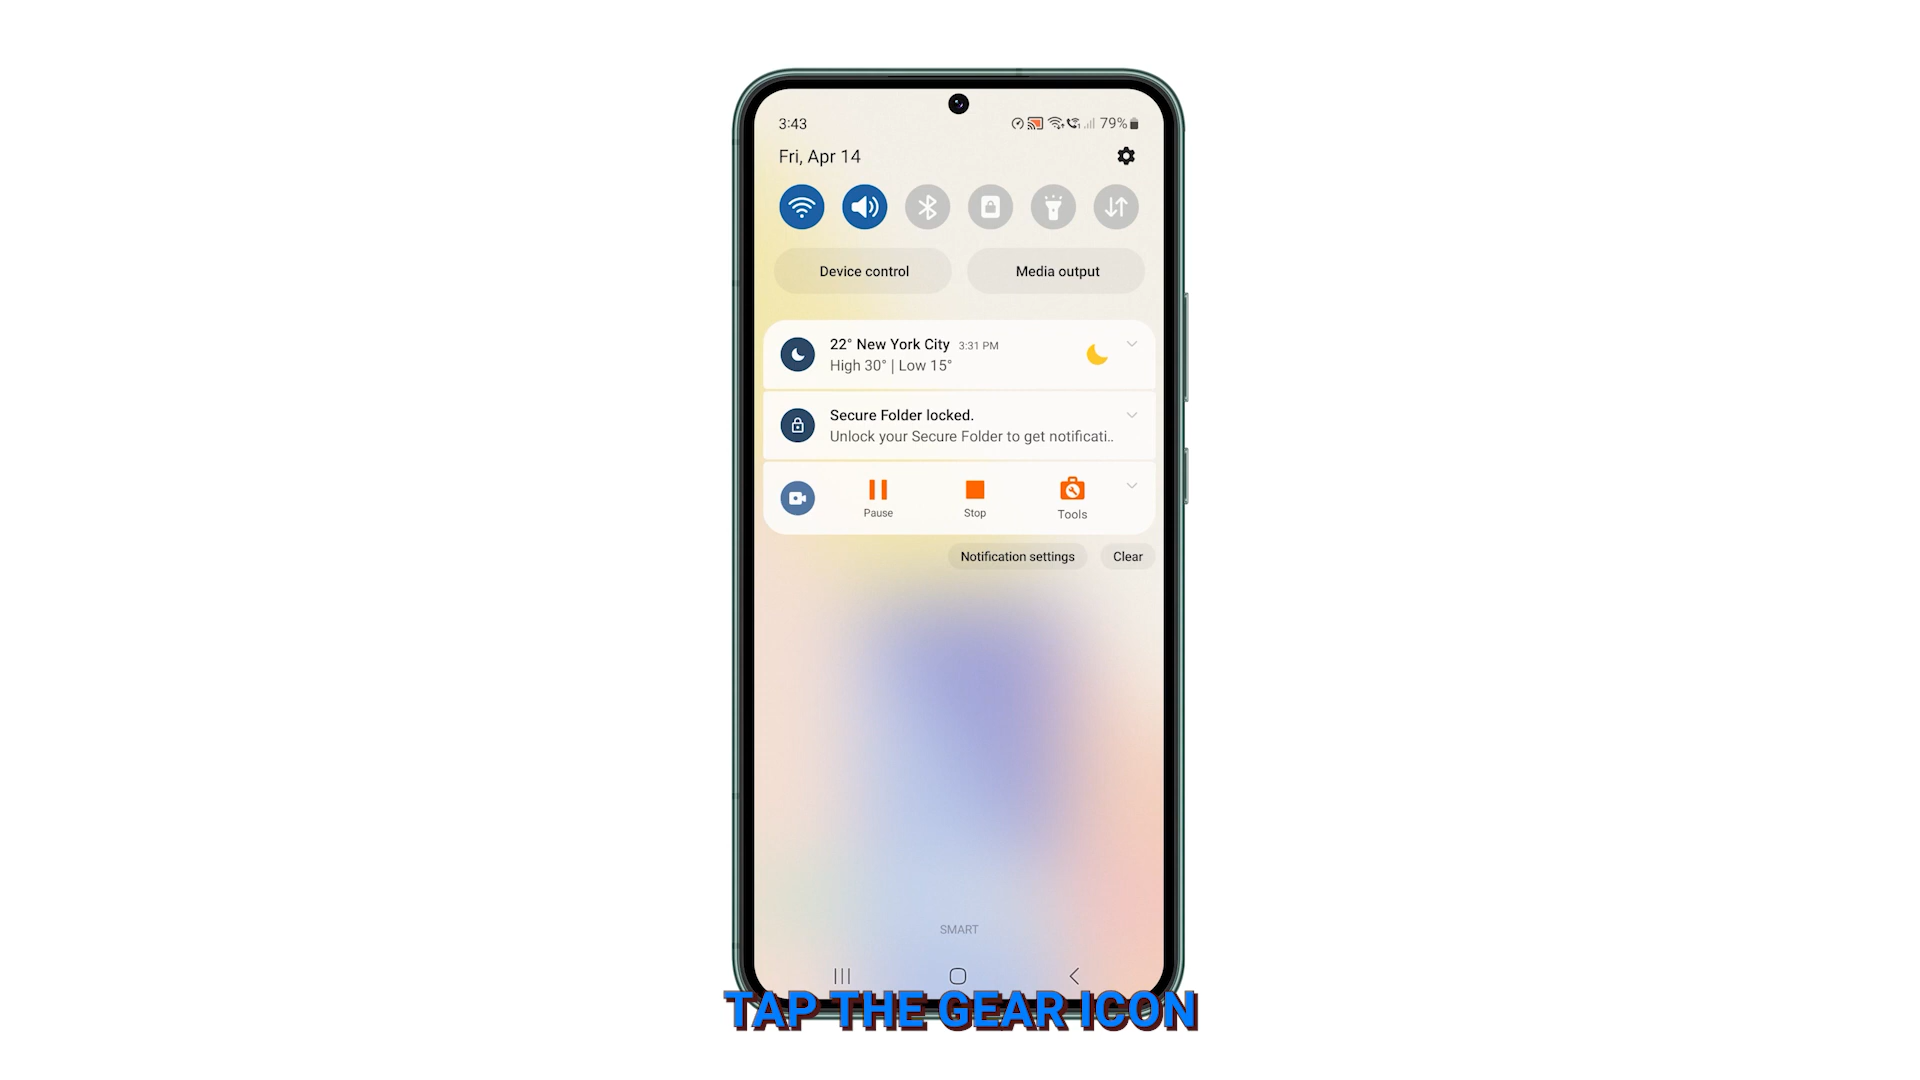 3:43
79%
Fri, Apr 14
Device control
Media output
22° New York City 3:31 PM
High 30° | Low 15°
Secure Folder locked.
Unlock your Secure Folder to get notificati..
Pause
Stop
Tools
Notification settings
Clear
SMART
TAP THE GEAR ICON